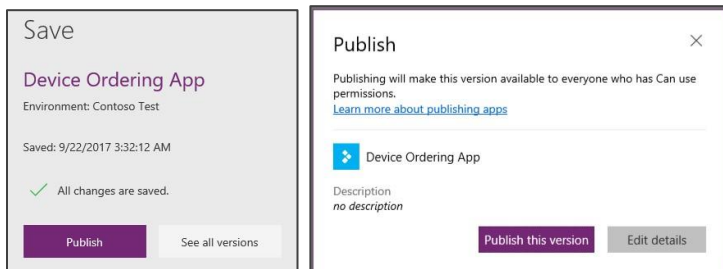 Save
Device Ordering App
Environment: Contoso Test
Saved: 9/22/2017 3:32:12 AM
All changes are saved.
Publish
See all versions
Publish
Publishing will make this version available to everyone who has Can use
permissions.
Learn more about publishing apps
Device Ordering App
Description
no description
Publish this version
Edit details